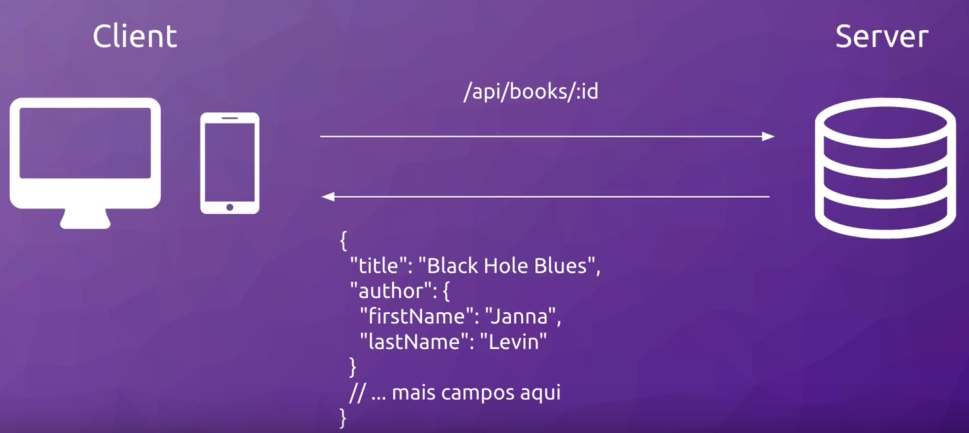 Client
Server
/api/books/:id
{
"title": "Black Hole Blues",
"author": {
"firstName": "Janna",
"lastName": "Levin"
}
// ... mais campos aqui
}